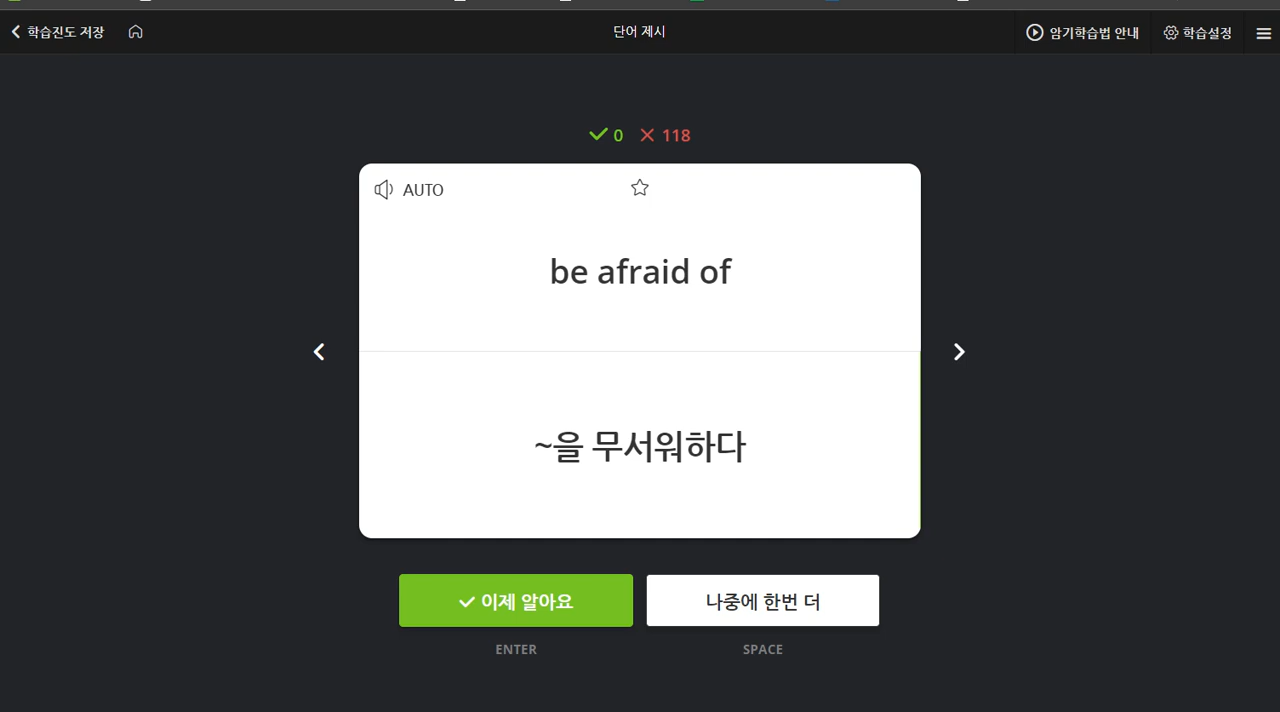 학습진도 저장
단어 제시
암기학습법 안내
학습설정
0 118
AUTO
be afraid of
~을 무서워하다
이제 알아요
나중에 한번 더
ENTER
SPACE